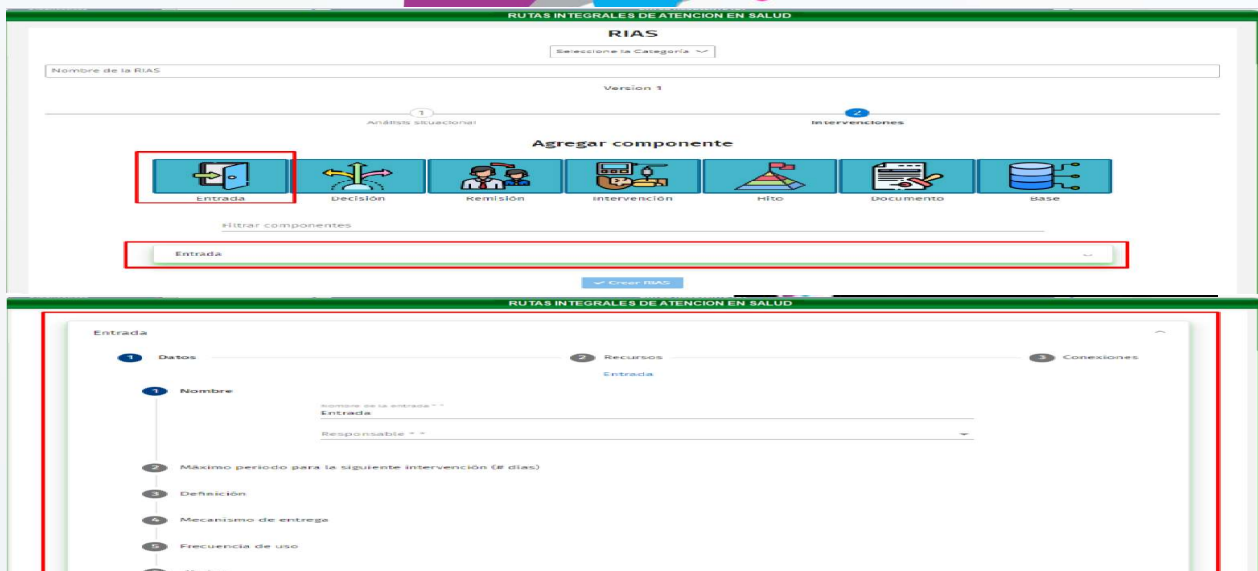 RUTAS INTEGRALES DE ATENCION EN SALUD
RIAS
Seleccione la Categoría
Nombre de la RIAS
Version 1
1
2
Análisis situacional
Intervenciones
Agregar componente
Entrada
Decisión
Remisión
Intervención
Hito
Documento
Base
Filtrar componentes
Entrada
✓ Crear RIAS
RUTAS INTEGRALES DE ATENCION EN SALUD
Entrada
1 Datos
2 Recursos
3 Conexiones
Entrada
1 Nombre
Nombre de la entrada * *
Entrada
Responsable * *
2 Máximo periodo para la siguiente intervención (# días)
3 Definición
4 Mecanismo de entrega
5 Frecuencia de uso